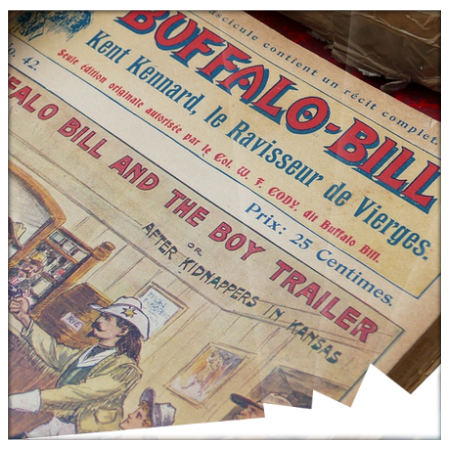 fascicule contient un récit complet.
BUFFALO-BILL
No. 42.
Kent Kennard, le Ravisseur de Vierges.
Seule édition originale autorisée par le Col. W. F. CODY, dit Buffalo Bill.
Prix: 25 Centimes.
FALO BILL AND THE BOY TRAILER
OR
AFTER KIDNAPPERS IN KANSAS